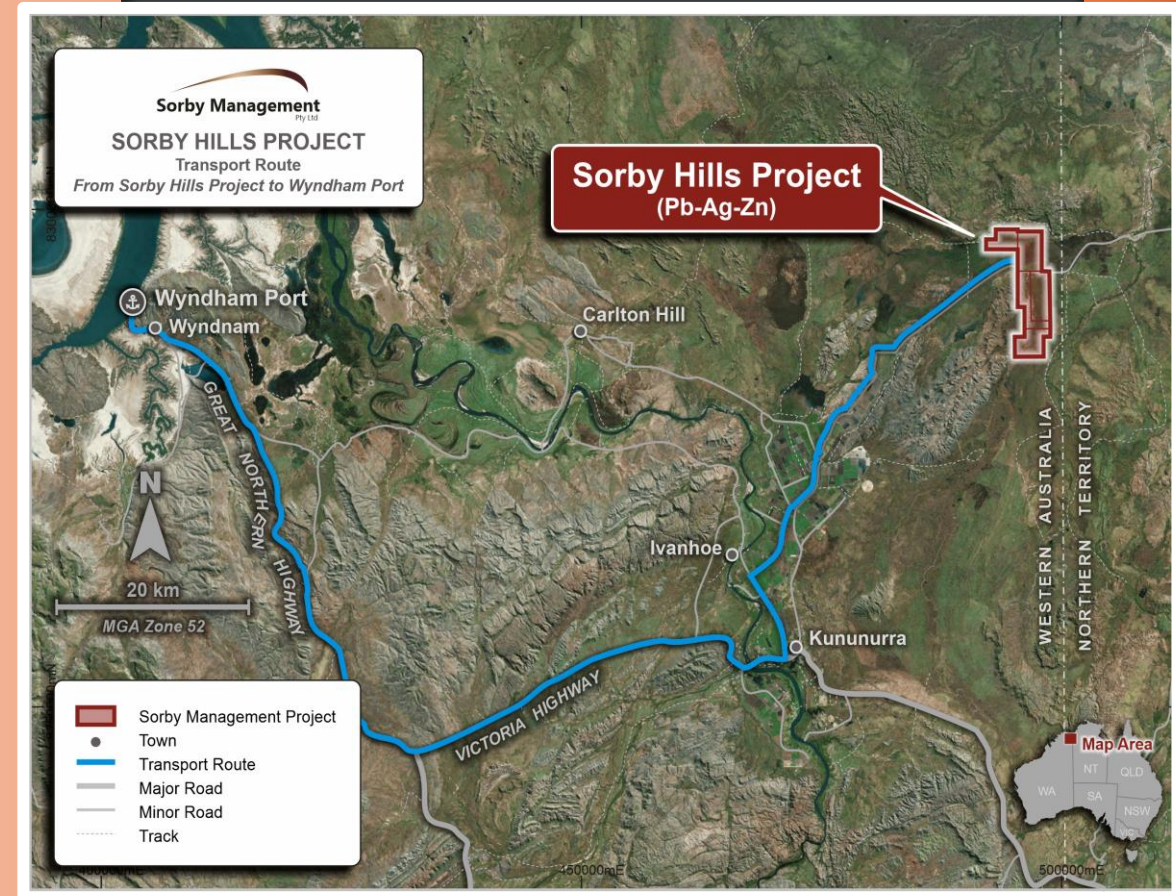 Sorby Management
Pty Ltd
SORBY HILLS PROJECT
Transport Route
From Sorby Hills Project to Wyndham Port
Sorby Hills Project
(Pb-Ag-Zn)
Wyndham Port
Wyndnam
Carlton Hill
GREAT NORTHERN HIGHWAY
N
20 km
MGA Zone 52
Ivanhoe
Kununurra
VICTORIA HIGHWAY
WESTERN AUSTRALIA
NORTHERN TERRITORY
Sorby Management Project
Town
Transport Route
Major Road
Minor Road
Track
Map Area
WA
NT
QLD
SA
NSW
VIC
450000mE
500000mE